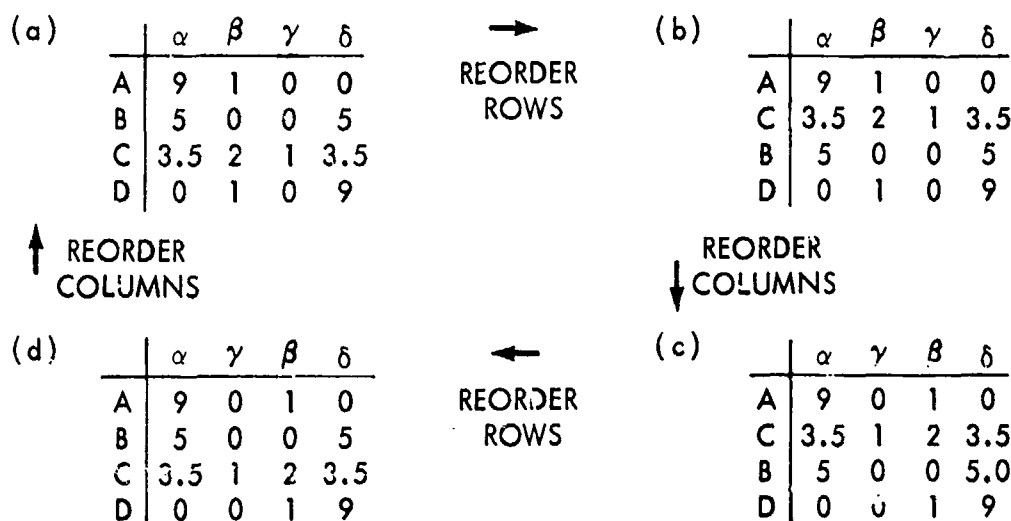 (a) α β γ δ
A 9 1 0 0
B 5 0 0 5
C 3.5 2 1 3.5
D 0 1 0 9
REORDER
ROWS
(b) α β γ δ
A 9 1 0 0
C 3.5 2 1 3.5
B 5 0 0 5
D 0 1 0 9
REORDER
COLUMNS
REORDER
COLUMNS
(d) α γ β δ
A 9 0 1 0
B 5 0 0 5
C 3.5 1 2 3.5
D 0 0 1 9
REORDER
ROWS
(c) α γ β δ
A 9 0 1 0
C 3.5 1 2 3.5
B 5 0 0 5.0
D 0 0 1 9